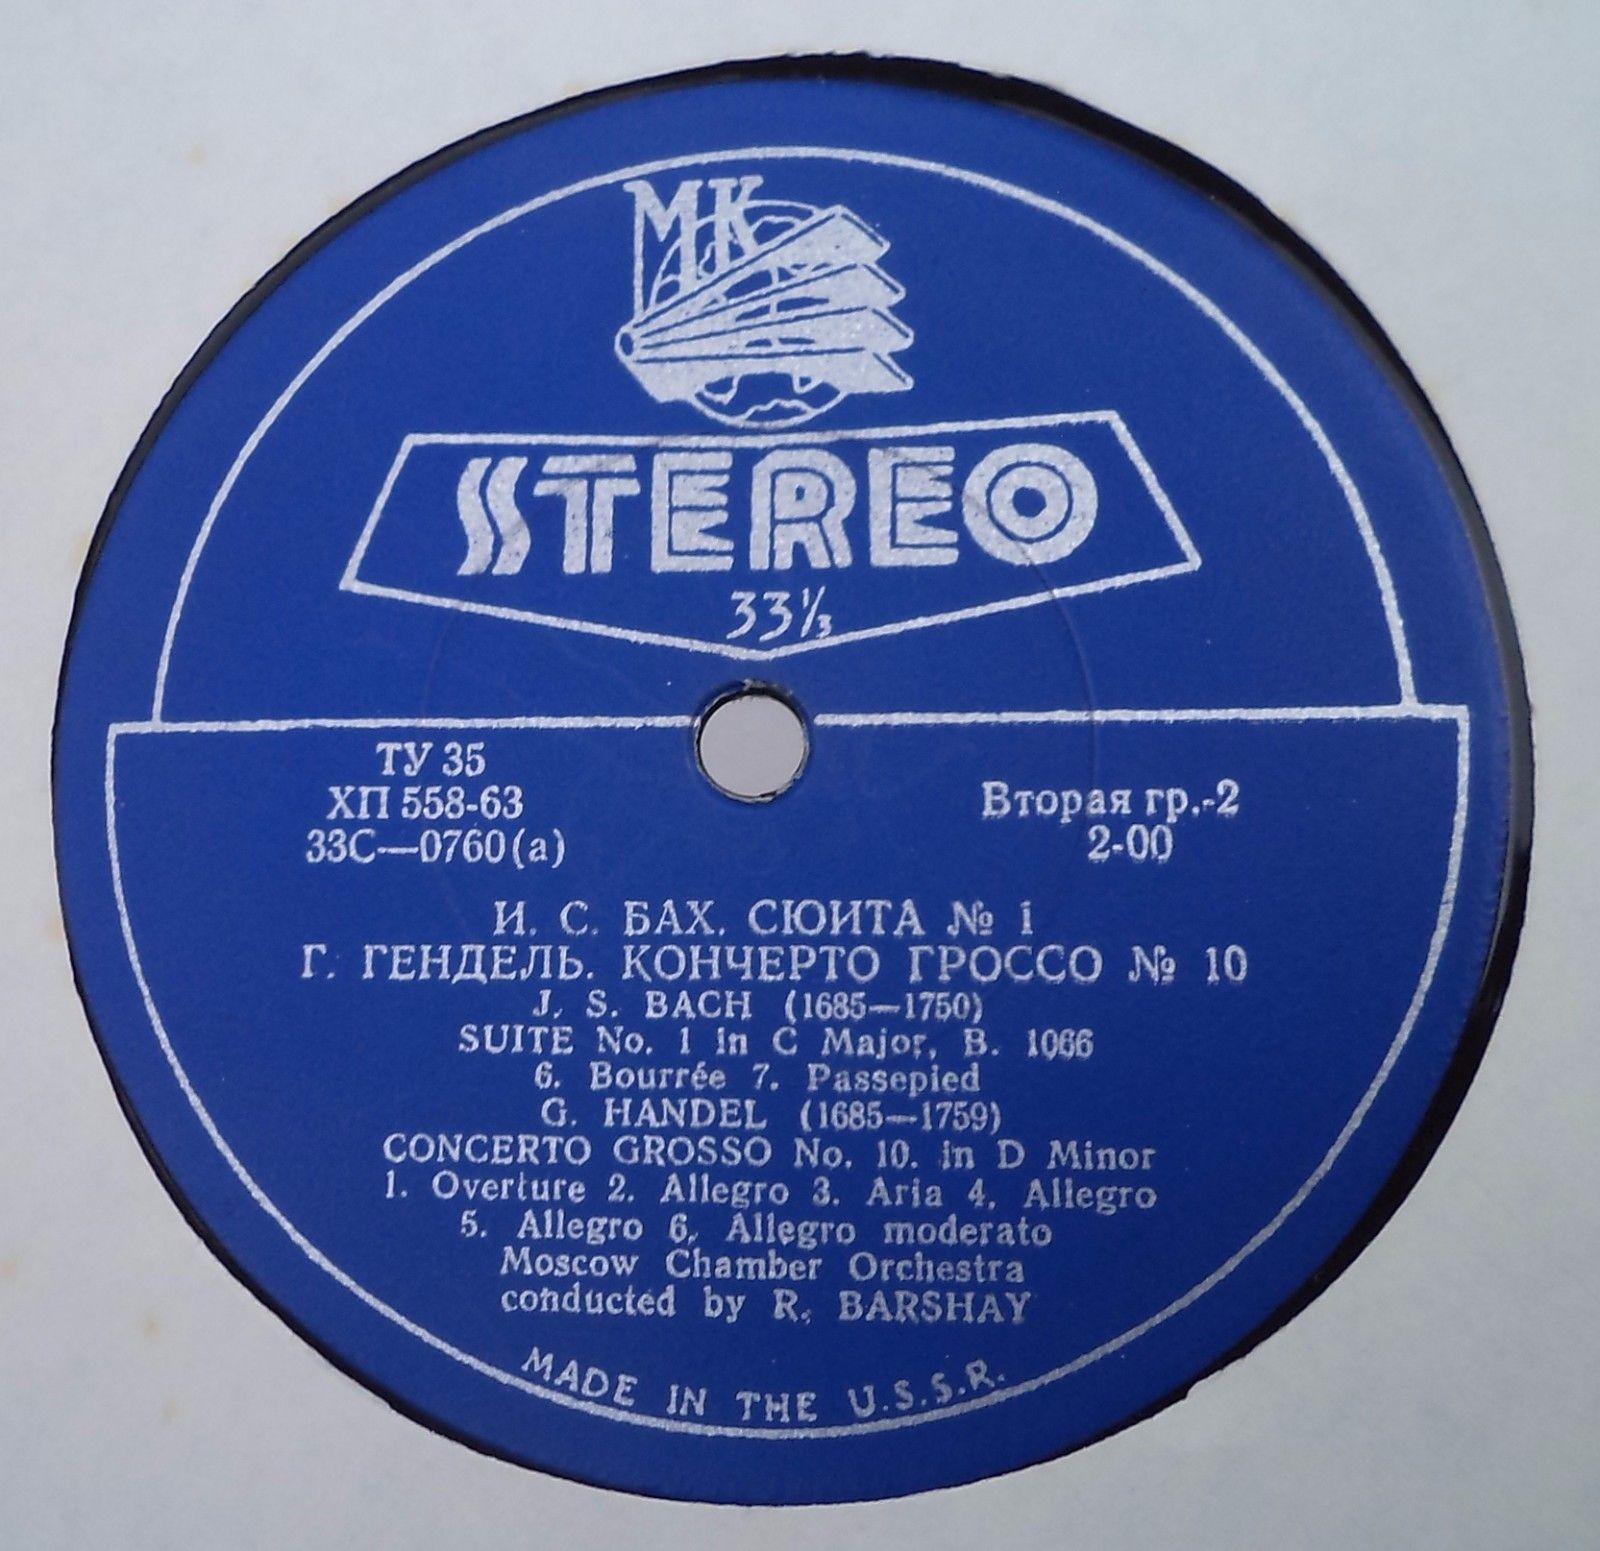 МК
STEREO
33⅓
ТУ 35
ХП 558-63
33С—0760(а)
Вторая гр.-2
2-00
И. С. БАХ. СЮИТА № 1
Г. ГЕНДЕЛЬ. КОНЧЕРТО ГРОССО № 10
J. S. BACH (1685—1750)
SUITE No. 1 in C Major, B. 1066
6. Bourrée 7. Passepied
G. HANDEL (1685—1759)
CONCERTO GROSSO No. 10. in D Minor
1. Overture 2. Allegro 3. Aria 4. Allegro
5. Allegro 6. Allegro moderato
Moscow Chamber Orchestra
conducted by R. BARSHAY
MADE IN THE U.S.S.R.